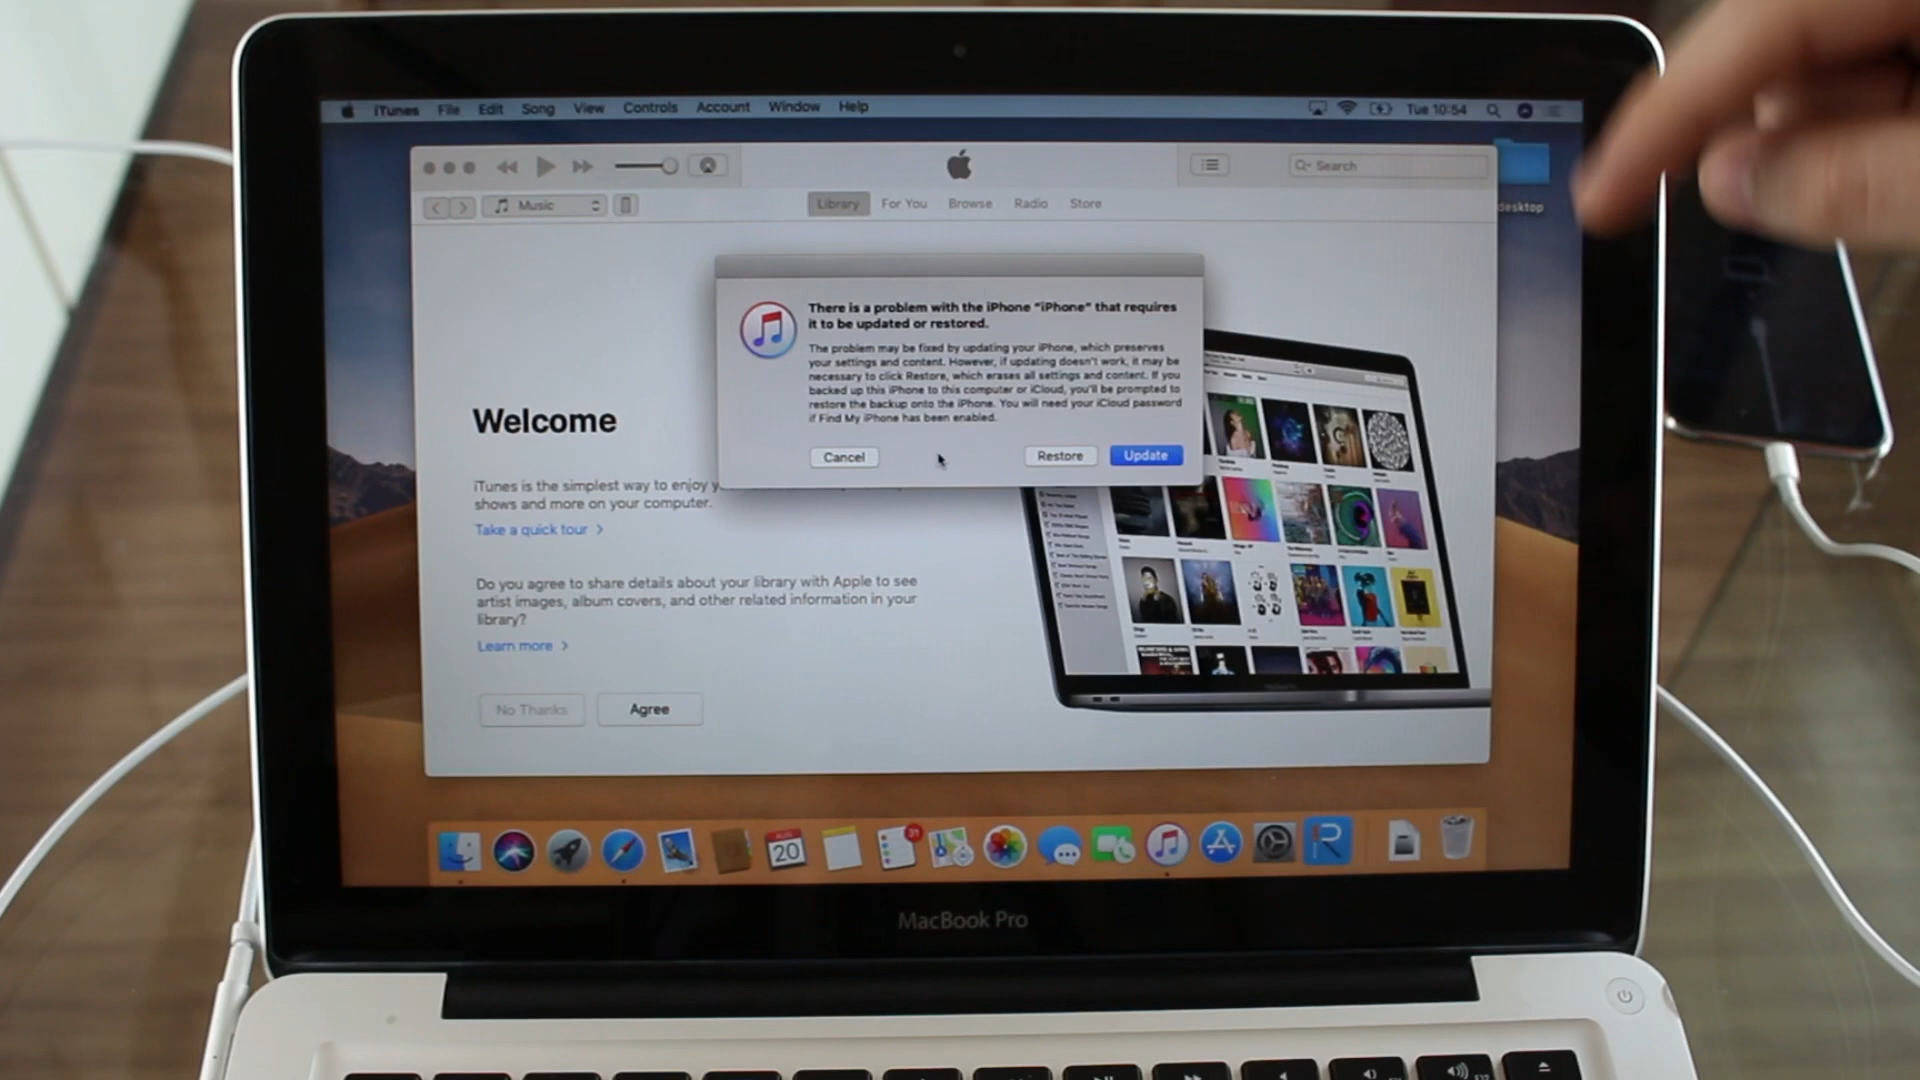 iTunes File Edit Song View Controls Account Window Help
Tue 10:54
Search
Music
Library For You Browse Radio Store
desktop
There is a problem with the iPhone “iPhone” that requires
it to be updated or restored.
The problem may be fixed by updating your iPhone, which preserves
your settings and content. However, if updating doesn't work, it may be
necessary to click Restore, which erases all settings and content. If you
backed up this iPhone to this computer or iCloud, you'll be prompted to
restore the backup onto the iPhone. You will need your iCloud password
if Find My iPhone has been enabled.
Cancel Restore Update
Welcome
iTunes is the simplest way to enjoy
shows and more on your computer.
Take a quick tour >
Do you agree to share details about your library with Apple to see
artist images, album covers, and other related information in your
library?
Learn more >
No Thanks Agree
AUG
20
31
MacBook Pro